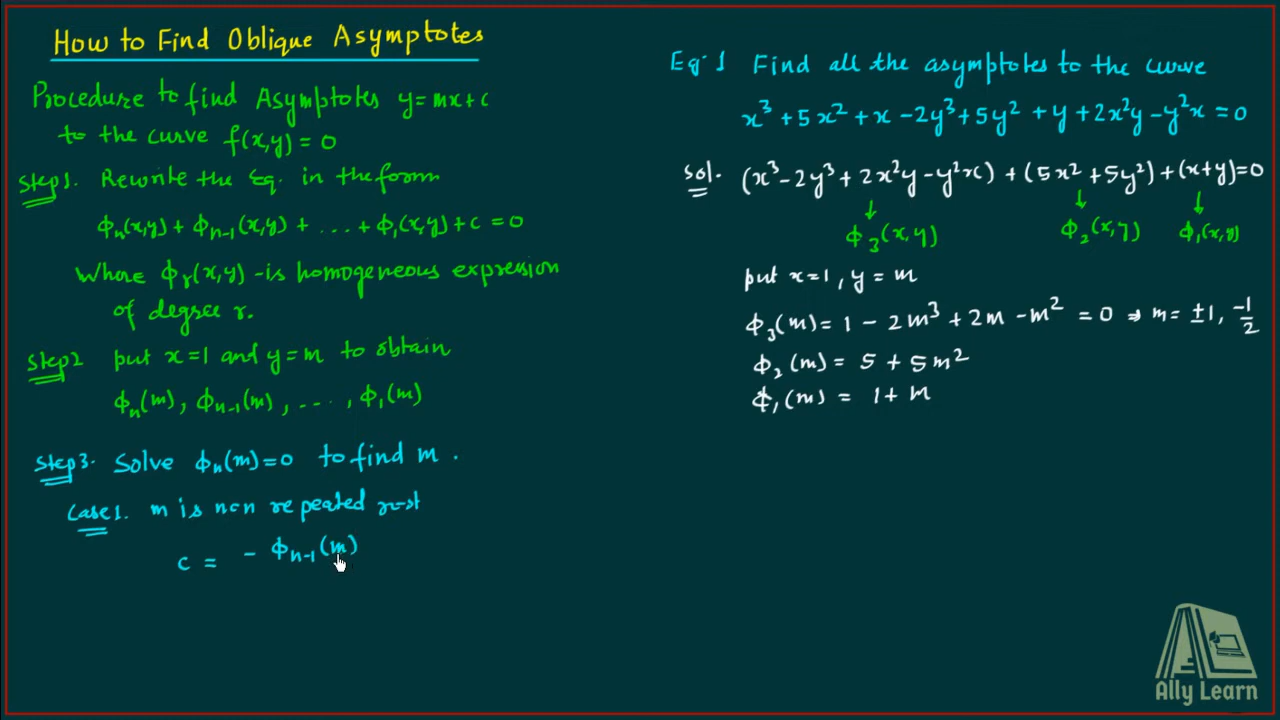 How to Find Oblique Asymptotes
Procedure to find Asymptotes y=mx+c
to the curve f(x,y)=0
Step1. Rewrite the Eq. in the form
ϕₙ(x,y) + ϕₙ₋₁(x,y) + ... + ϕ₁(x,y) + c = 0
Where ϕᵣ(x,y) - is homogeneous expression
of degree r.
Step2 put x=1 and y=m to obtain
ϕₙ(m), ϕₙ₋₁(m), ...., ϕ₁(m)
Step3. Solve ϕₙ(m)=0 to find m.
Case1. m is non repeated root
c = - ϕₙ₋₁(m)
Eg: 1 Find all the asymptotes to the curve
x³ + 5x² + x - 2y³ + 5y² + y + 2x²y - y²x = 0
Sol. (x³ - 2y³ + 2x²y - y²x) + (5x² + 5y²) + (x+y) = 0
↓ ↓ ↓
ϕ₃(x,y) ϕ₂(x,y) ϕ₁(x,y)
put x=1, y=m
ϕ₃(m) = 1 - 2m³ + 2m - m² = 0 ⇒ m = ±1, -1/2
ϕ₂(m) = 5 + 5m²
ϕ₁(m) = 1 + m
Ally Learn